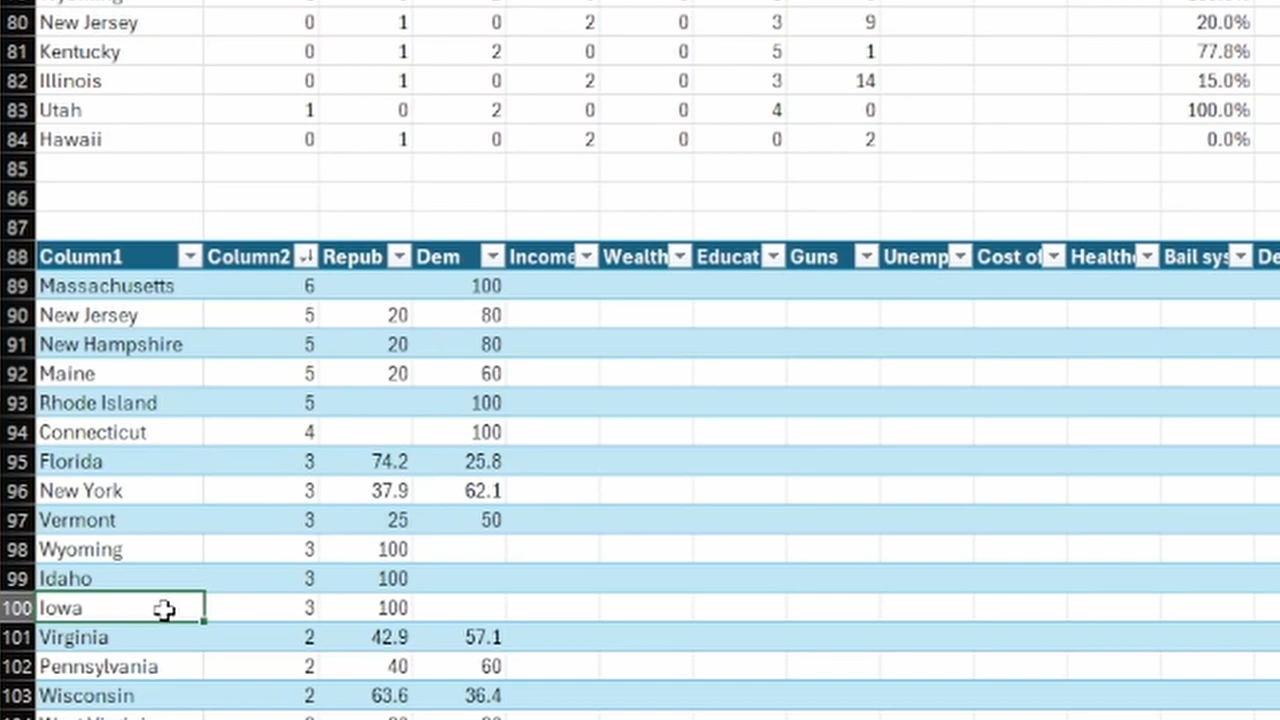 80 New Jersey 0 1 0 2 0 3 9 20.0%
81 Kentucky 0 1 2 0 5 1 77.8%
82 Illinois 0 1 0 2 0 3 14 15.0%
83 Utah 1 0 2 0 4 0 100.0%
84 Hawaii 0 1 0 2 0 0 2 0.0%
85
86
87
88 Column1 Column2 Repub Dem Income Wealth Educat Guns Unemp Cost of Healthc Bail sys De
89 Massachusetts 6 100
90 New Jersey 5 20 80
91 New Hampshire 5 20 80
92 Maine 5 20 60
93 Rhode Island 5 100
94 Connecticut 4 100
95 Florida 3 74.2 25.8
96 New York 3 37.9 62.1
97 Vermont 3 25 50
98 Wyoming 3 100
99 Idaho 3 100
100 Iowa 3 100
101 Virginia 2 42.9 57.1
102 Pennsylvania 2 40 60
103 Wisconsin 2 63.6 36.4